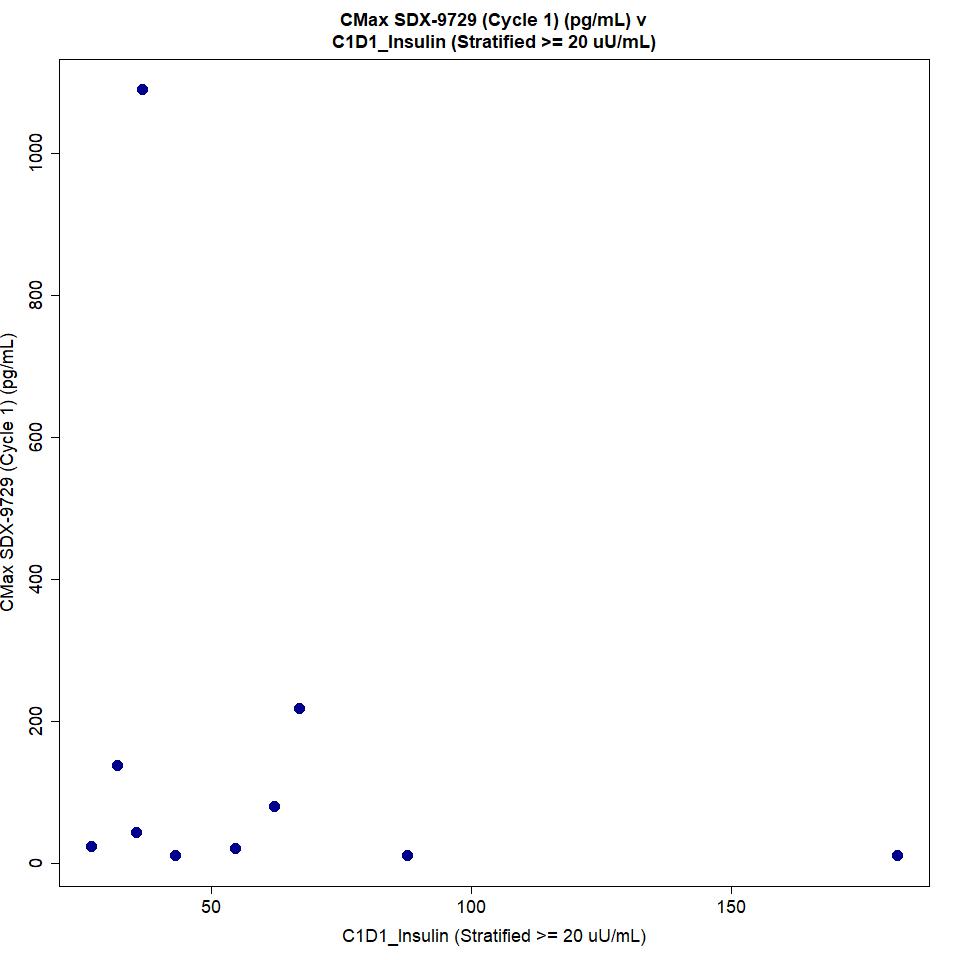 CMax SDX-9729 (Cycle 1) (pg/mL) v
C1D1_Insulin (Stratified >= 20 uU/mL)
CMax SDX-9729 (Cycle 1) (pg/mL)
1000
800
600
400
200
0
50
100
150
C1D1_Insulin (Stratified >= 20 uU/mL)